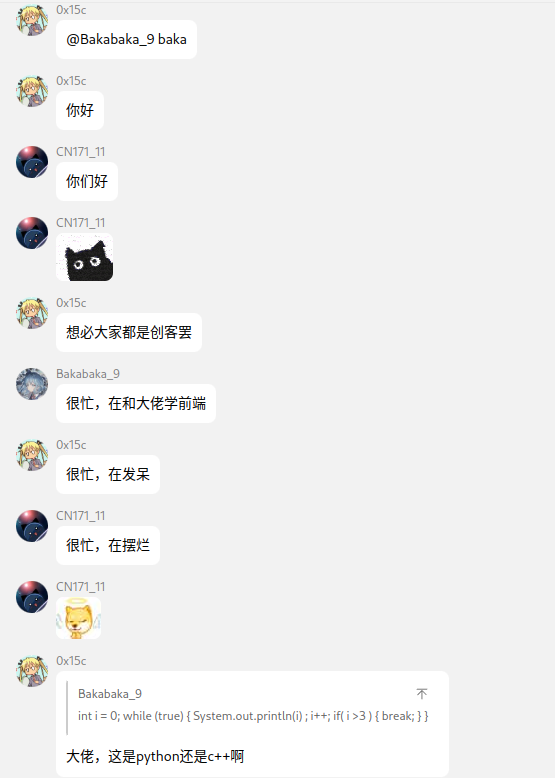 0x15c
@Bakabaka_9 baka
0x15c
你好
CN171_11
你们好
CN171_11
0x15c
想必大家都是创客罢
Bakabaka_9
很忙，在和大佬学前端
0x15c
很忙，在发呆
CN171_11
很忙，在摆烂
CN171_11
0x15c
Bakabaka_9
int i = 0; while (true) { System.out.println(i) ; i++; if( i >3 ) { break; } }
大佬，这是python还是c++啊